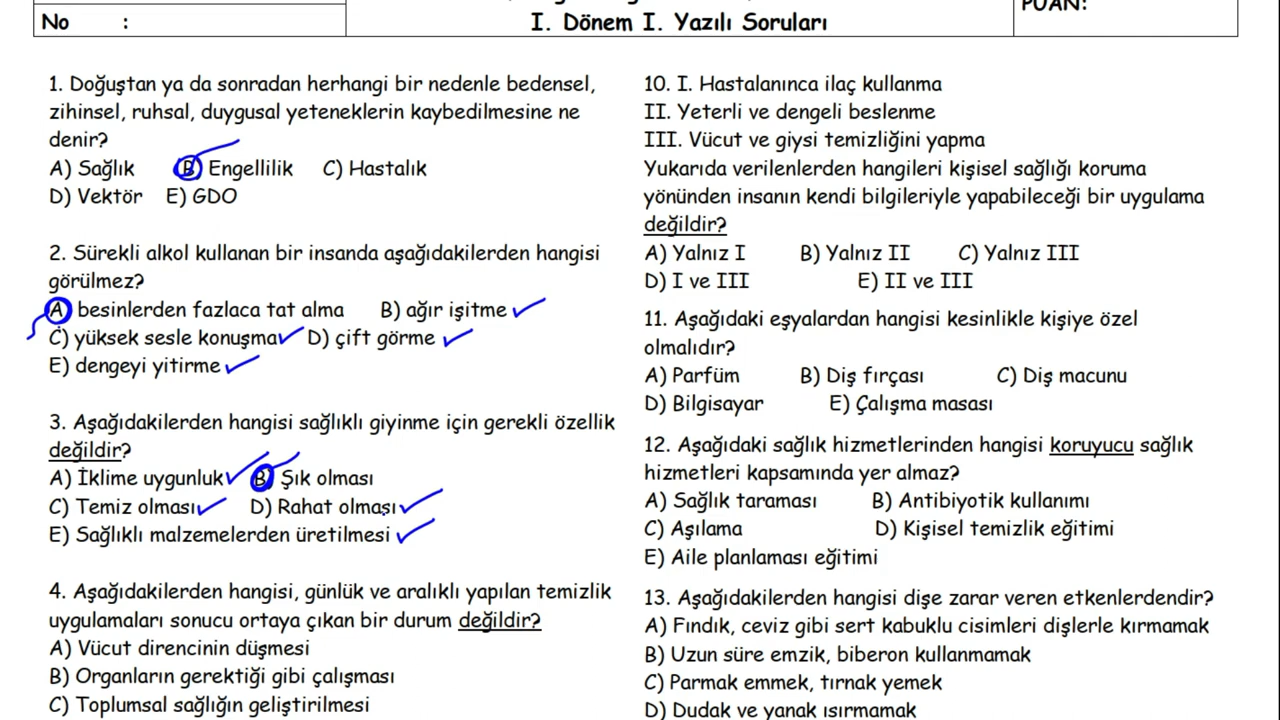 No :
I. Dönem I. Yazılı Soruları
PUAN:
1. Doğuştan ya da sonradan herhangi bir nedenle bedensel,
zihinsel, ruhsal, duygusal yeteneklerin kaybedilmesine ne
denir?
A) Sağlık B) Engellilik C) Hastalık
D) Vektör E) GDO
2. Sürekli alkol kullanan bir insanda aşağıdakilerden hangisi
görülmez?
A) besinlerden fazlaca tat alma B) ağır işitme
C) yüksek sesle konuşma D) çift görme
E) dengeyi yitirme
3. Aşağıdakilerden hangisi sağlıklı giyinme için gerekli özellik
değildir?
A) İklime uygunluk B) Şık olması
C) Temiz olması D) Rahat olması
E) Sağlıklı malzemelerden üretilmesi
4. Aşağıdakilerden hangisi, günlük ve aralıklı yapılan temizlik
uygulamaları sonucu ortaya çıkan bir durum değildir?
A) Vücut direncinin düşmesi
B) Organların gerektiği gibi çalışması
C) Toplumsal sağlığın geliştirilmesi
10. I. Hastalanınca ilaç kullanma
II. Yeterli ve dengeli beslenme
III. Vücut ve giysi temizliğini yapma
Yukarıda verilenlerden hangileri kişisel sağlığı koruma
yönünden insanın kendi bilgileriyle yapabileceği bir uygulama
değildir?
A) Yalnız I B) Yalnız II C) Yalnız III
D) I ve III E) II ve III
11. Aşağıdaki eşyalardan hangisi kesinlikle kişiye özel
olmalıdır?
A) Parfüm B) Diş fırçası C) Diş macunu
D) Bilgisayar E) Çalışma masası
12. Aşağıdaki sağlık hizmetlerinden hangisi koruyucu sağlık
hizmetleri kapsamında yer almaz?
A) Sağlık taraması B) Antibiyotik kullanımı
C) Aşılama D) Kişisel temizlik eğitimi
E) Aile planlaması eğitimi
13. Aşağıdakilerden hangisi dişe zarar veren etkenlerdendir?
A) Fındık, ceviz gibi sert kabuklu cisimleri dişlerle kırmamak
B) Uzun süre emzik, biberon kullanmamak
C) Parmak emmek, tırnak yemek
D) Dudak ve yanak ısırmamak